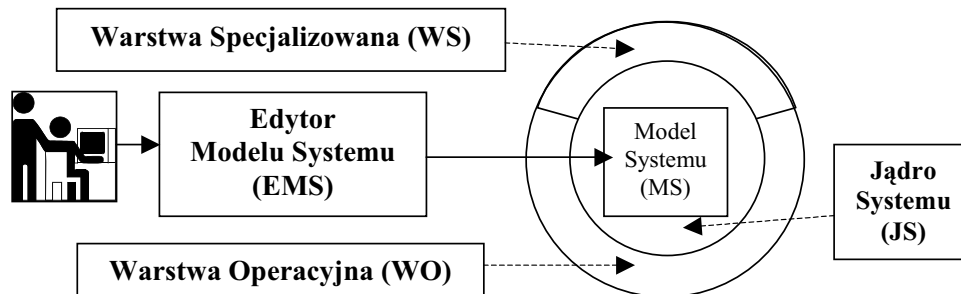 Warstwa Specjalizowana (WS)
Edytor
Modelu Systemu
(EMS)
Model
Systemu
(MS)
Jądro
Systemu
(JS)
Warstwa Operacyjna (WO)